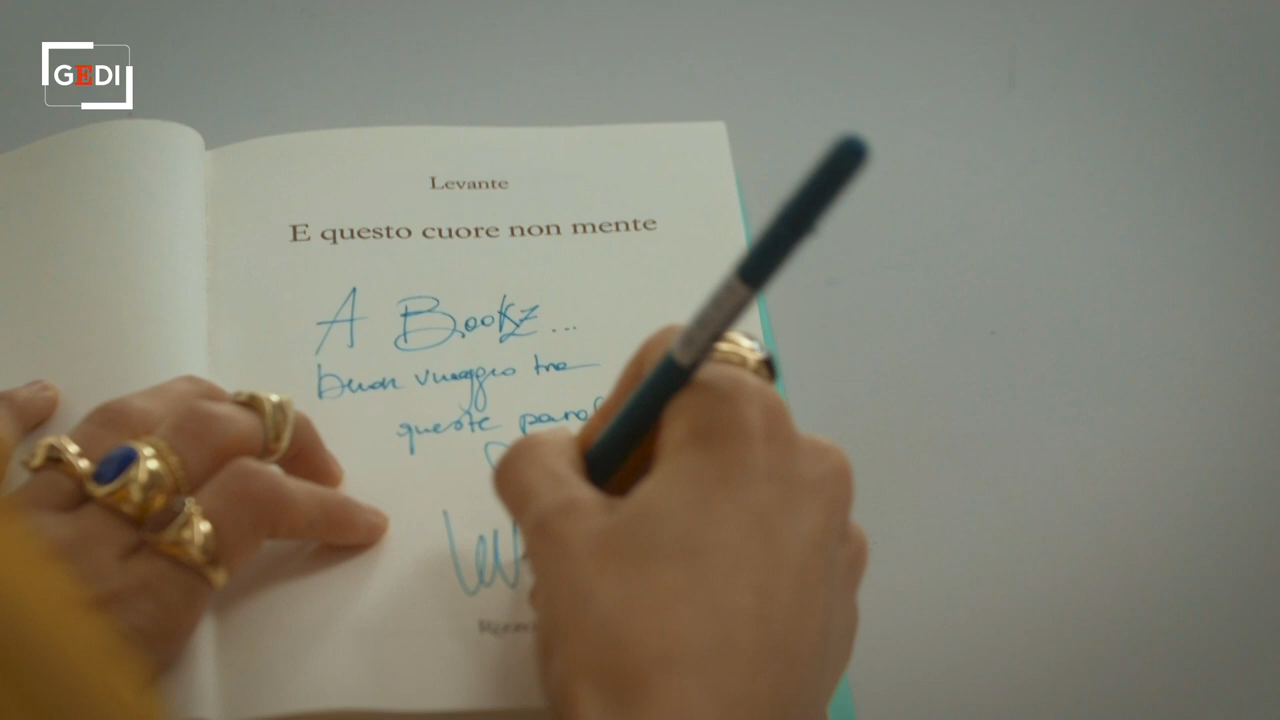 GEDI
Levante
E questo cuore non mente
A Bookz...
buon viaggio tra
queste